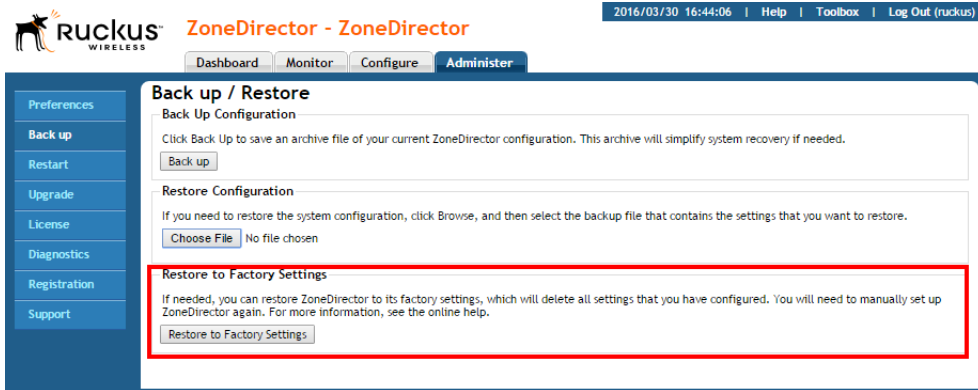 2016/03/30 16:44:06 | Help | Toolbox | Log Out (ruckus)
RUCKUS™
WIRELESS
ZoneDirector - ZoneDirector
Dashboard Monitor Configure Administer
Preferences
Back up
Restart
Upgrade
License
Diagnostics
Registration
Support
Back up / Restore
Back Up Configuration
Click Back Up to save an archive file of your current ZoneDirector configuration. This archive will simplify system recovery if needed.
Back up
Restore Configuration
If you need to restore the system configuration, click Browse, and then select the backup file that contains the settings that you want to restore.
Choose File No file chosen
Restore to Factory Settings
If needed, you can restore ZoneDirector to its factory settings, which will delete all settings that you have configured. You will need to manually set up
ZoneDirector again. For more information, see the online help.
Restore to Factory Settings